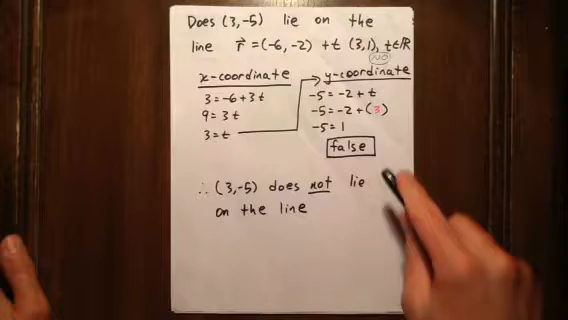 Does (3,-5) lie on the
line r⃗ = (-6,-2) + t (3,1), t∈ℝ
NO
x-coordinate
3 = -6 + 3t
9 = 3t
3 = t
y-coordinate
-5 = -2 + t
-5 = -2 + (3)
-5 = 1
false
∴ (3,-5) does not lie
on the line